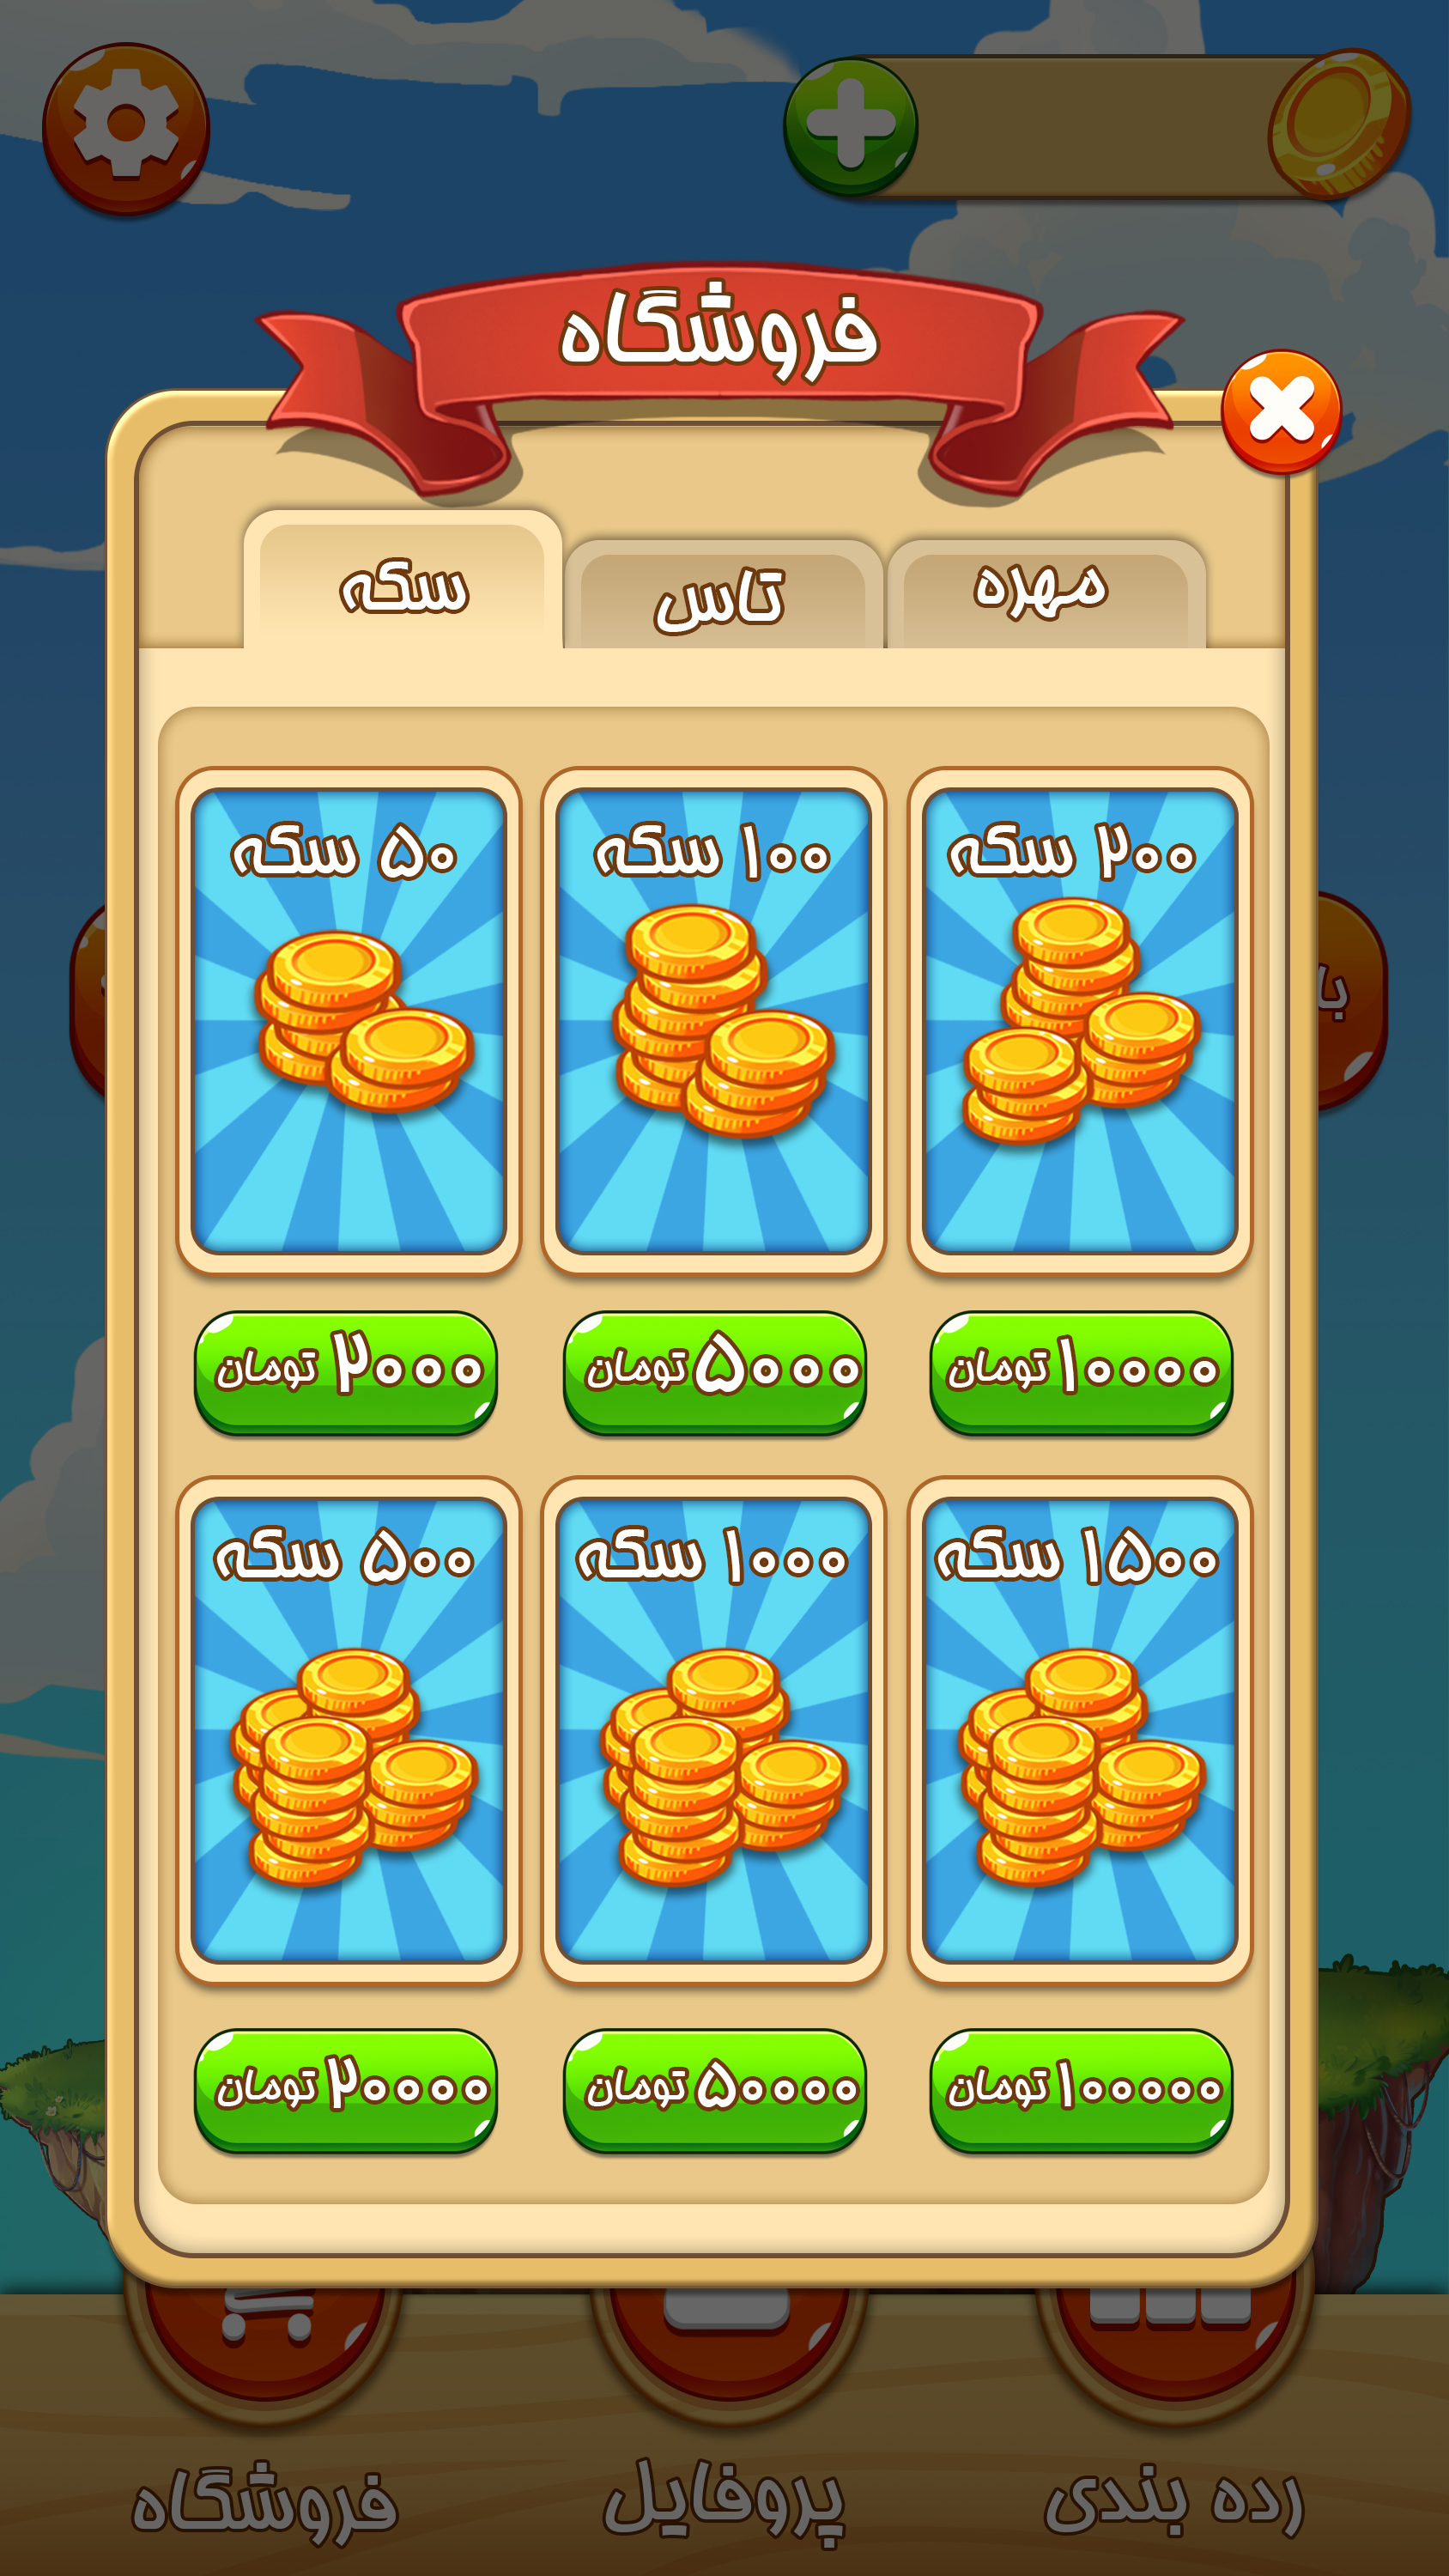 فروشگاه
مهره
تاس
سکه
۲۰۰ سکه
۱۰۰ سکه
۵۰ سکه
۱۰۰۰۰ تومان
۵۰۰۰ تومان
۲۰۰۰ تومان
۱۵۰۰ سکه
۱۰۰۰ سکه
۵۰۰ سکه
۱۰۰۰۰۰ تومان
۵۰۰۰۰ تومان
۲۰۰۰۰ تومان
رده بندی
پروفایل
فروشگاه